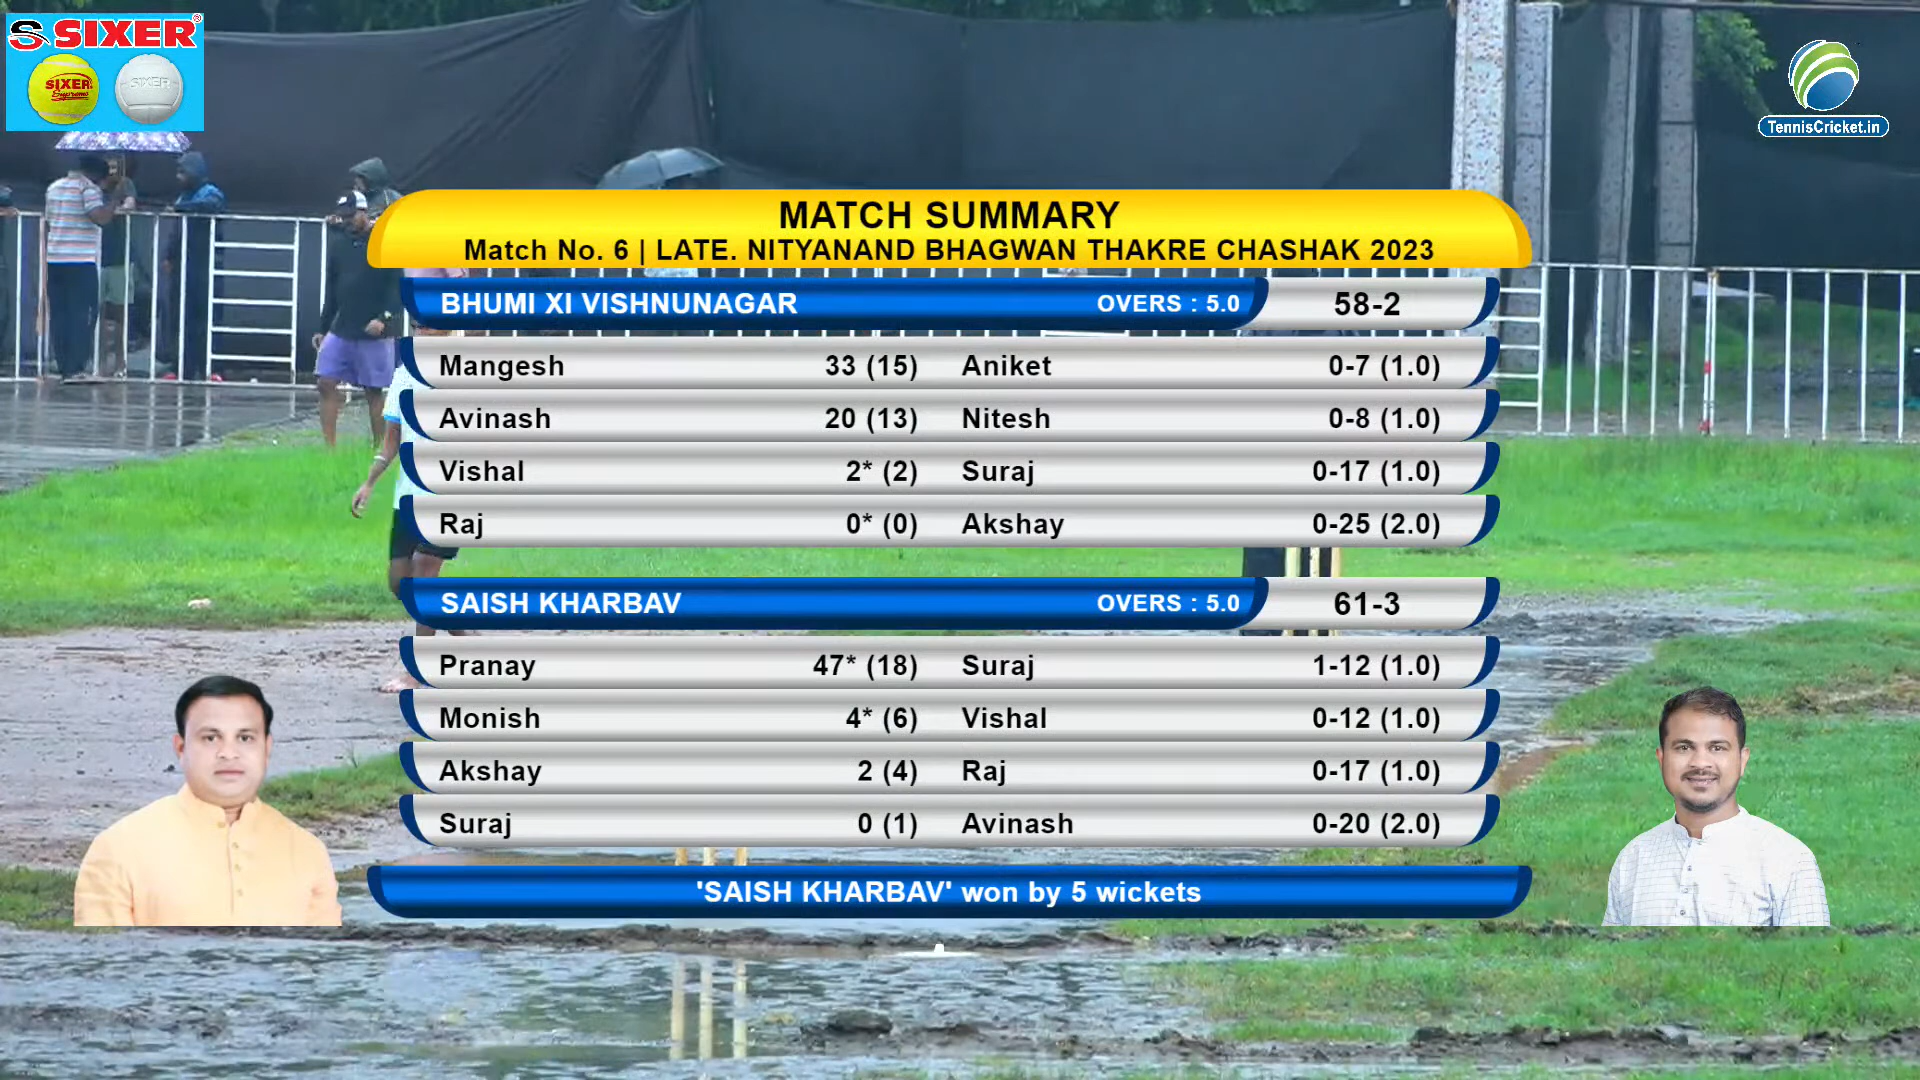 SIXER
SIXER
Supreme
SIXER
TennisCricket.in
MATCH SUMMARY
Match No. 6 | LATE. NITYANAND BHAGWAN THAKRE CHASHAK 2023
BHUMI XI VISHNUNAGAR OVERS : 5.0 58-2
Mangesh 33 (15) Aniket 0-7 (1.0)
Avinash 20 (13) Nitesh 0-8 (1.0)
Vishal 2* (2) Suraj 0-17 (1.0)
Raj 0* (0) Akshay 0-25 (2.0)
SAISH KHARBAV OVERS : 5.0 61-3
Pranay 47* (18) Suraj 1-12 (1.0)
Monish 4* (6) Vishal 0-12 (1.0)
Akshay 2 (4) Raj 0-17 (1.0)
Suraj 0 (1) Avinash 0-20 (2.0)
'SAISH KHARBAV' won by 5 wickets